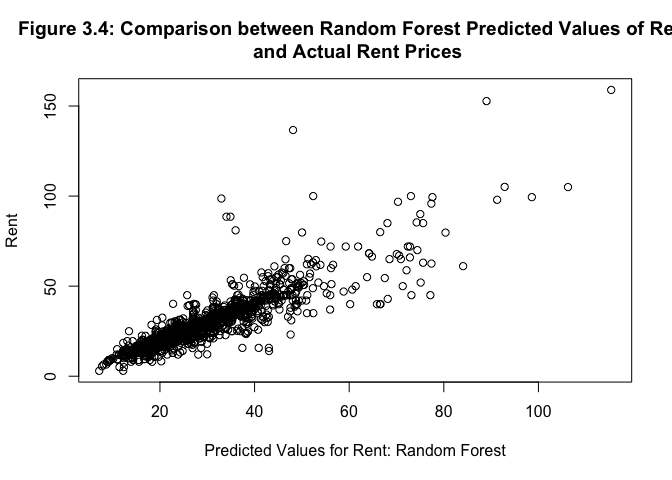 Figure 3.4: Comparison between Random Forest Predicted Values of Re
and Actual Rent Prices
150
100
50
0
Rent
20 40 60 80 100
Predicted Values for Rent: Random Forest